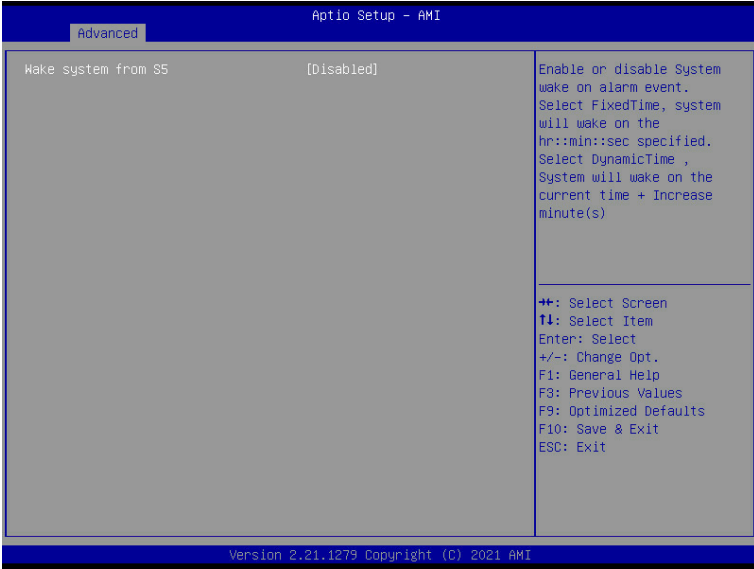 Aptio Setup – AMI
Advanced
Wake system from S5 [Disabled]
Enable or disable System
wake on alarm event.
Select FixedTime, system
will wake on the
hr::min::sec specified.
Select DynamicTime ,
System will wake on the
current time + Increase
minute(s)
→←: Select Screen
↑↓: Select Item
Enter: Select
+/-: Change Opt.
F1: General Help
F3: Previous Values
F9: Optimized Defaults
F10: Save & Exit
ESC: Exit
Version 2.21.1279 Copyright (C) 2021 AMI